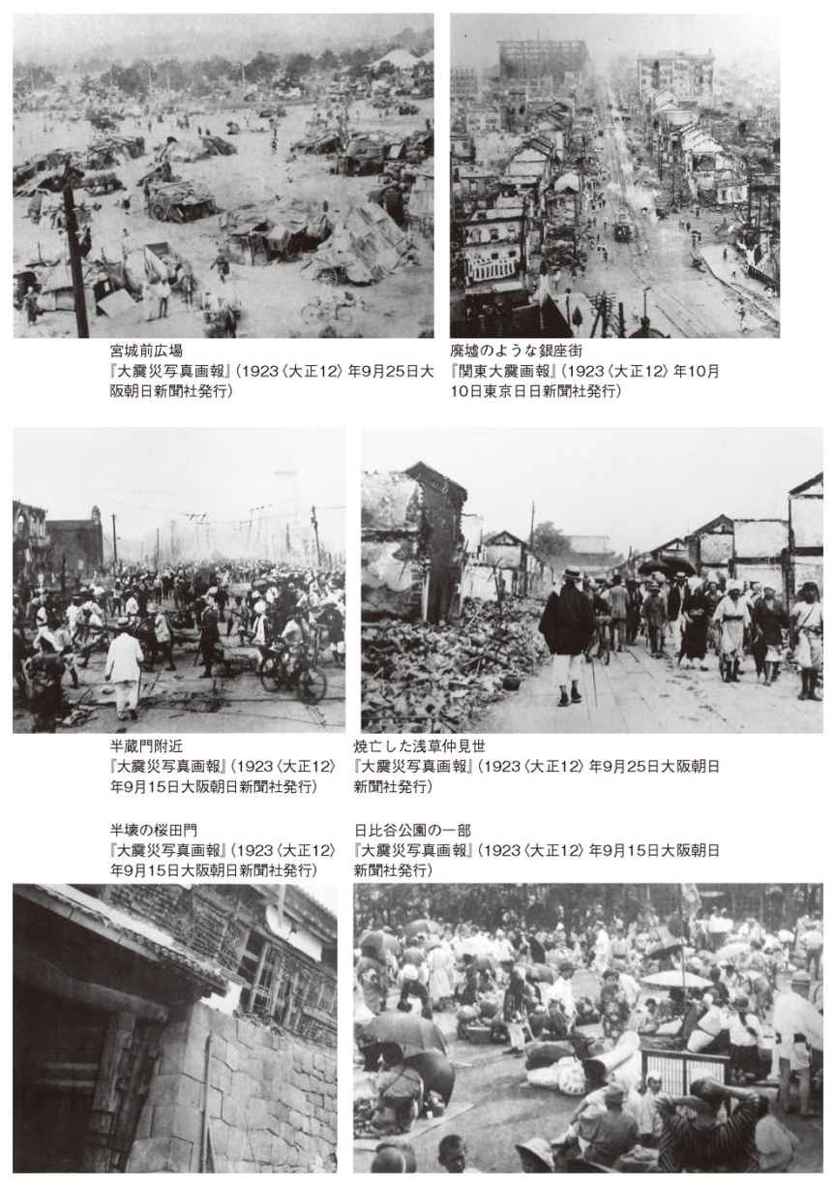 宮城前広場
『大震災写真画報』（1923〈大正12〉年9月25日大
阪朝日新聞社発行）
廃墟のような銀座街
『関東大震画報』（1923〈大正12〉年10月
10日東京日日新聞社発行）
半蔵門附近
『大震災写真画報』（1923〈大正12〉
年9月15日大阪朝日新聞社発行）
焼亡した浅草仲見世
『大震災写真画報』（1923〈大正12〉年9月25日大阪朝日
新聞社発行）
半壊の桜田門
『大震災写真画報』（1923〈大正12〉
年9月15日大阪朝日新聞社発行）
日比谷公園の一部
『大震災写真画報』（1923〈大正12〉年9月15日大阪朝日
新聞社発行）